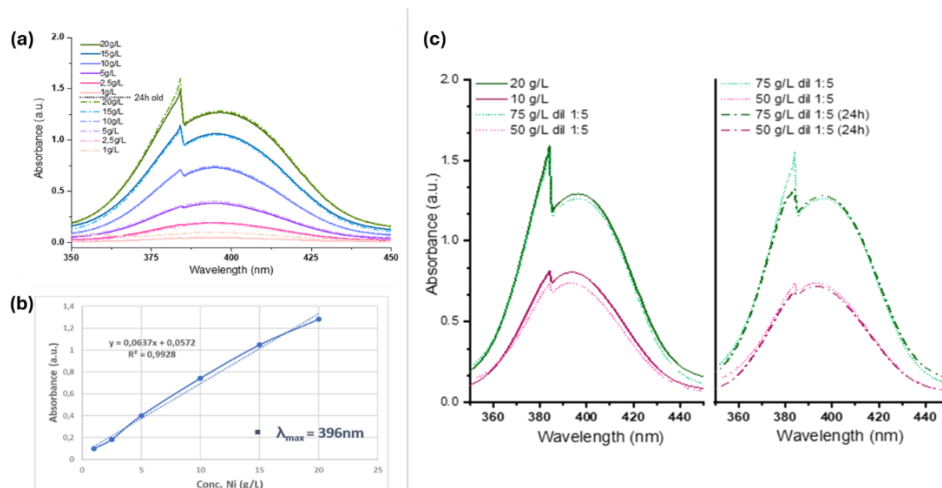 (a)
2.0
1.5
1.0
0.5
0.0
Absorbance (a.u.)
20g/L
15g/L
10g/L
5g/L
2,5g/L
1g/L
24h old
20g/L
15g/L
10g/L
5g/L
2,5g/L
1g/L
350
375
400
425
450
Wavelength (nm)
(b)
1,4
1,2
1
0,8
0,6
0,4
0,2
0
Absorbance (a.u.)
y = 0,0637x + 0,0572
R² = 0,9928
λmax = 396nm
0
5
10
15
20
25
Conc. Ni (g/L)
(c)
20 g/L
10 g/L
75 g/L dil 1:5
50 g/L dil 1:5
2.0
1.5
1.0
0.5
0.0
Absorbance (a.u.)
360
380
400
420
440
Wavelength (nm)
75 g/L dil 1:5
50 g/L dil 1:5
75 g/L dil 1:5 (24h)
50 g/L dil 1:5 (24h)
360
380
400
420
440
Wavelength (nm)